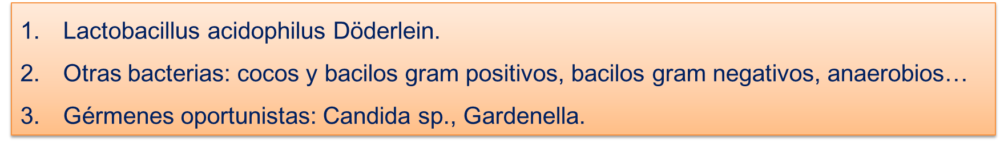 1. Lactobacillus acidophilus Döderlein.
2. Otras bacterias: cocos y bacilos gram positivos, bacilos gram negativos, anaerobios…
3. Gérmenes oportunistas: Candida sp., Gardenella.